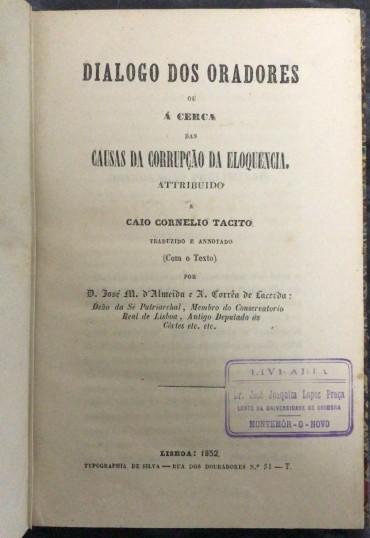 DIALOGO DOS ORADORES
OU
Á CERCA
DAS
CAUSAS DA CORRUPÇÃO DA ELOQUENCIA.
ATTRIBUIDO
A
CAIO CORNELIO TACITO
TRADUZIDO E ANNOTADO
(Com o Texto)
POR
D. José M. d'Almeida e A. Corrêa de Lacerda:
Deão da Sé Patriarchal, Membro do Conservatorio
Real de Lisboa, Antigo Deputado ás
Côrtes etc. etc.
LIVRARIA
Dr. José Joaquim Lopes Praça
LENTE DA UNIVERSIDADE DE COIMBRA
MONTEMÓR-O-NOVO
LISBOA: 1852.
TYPOGRAPHIA DE SILVA — RUA DOS DOURADORES N.º 31 — T.